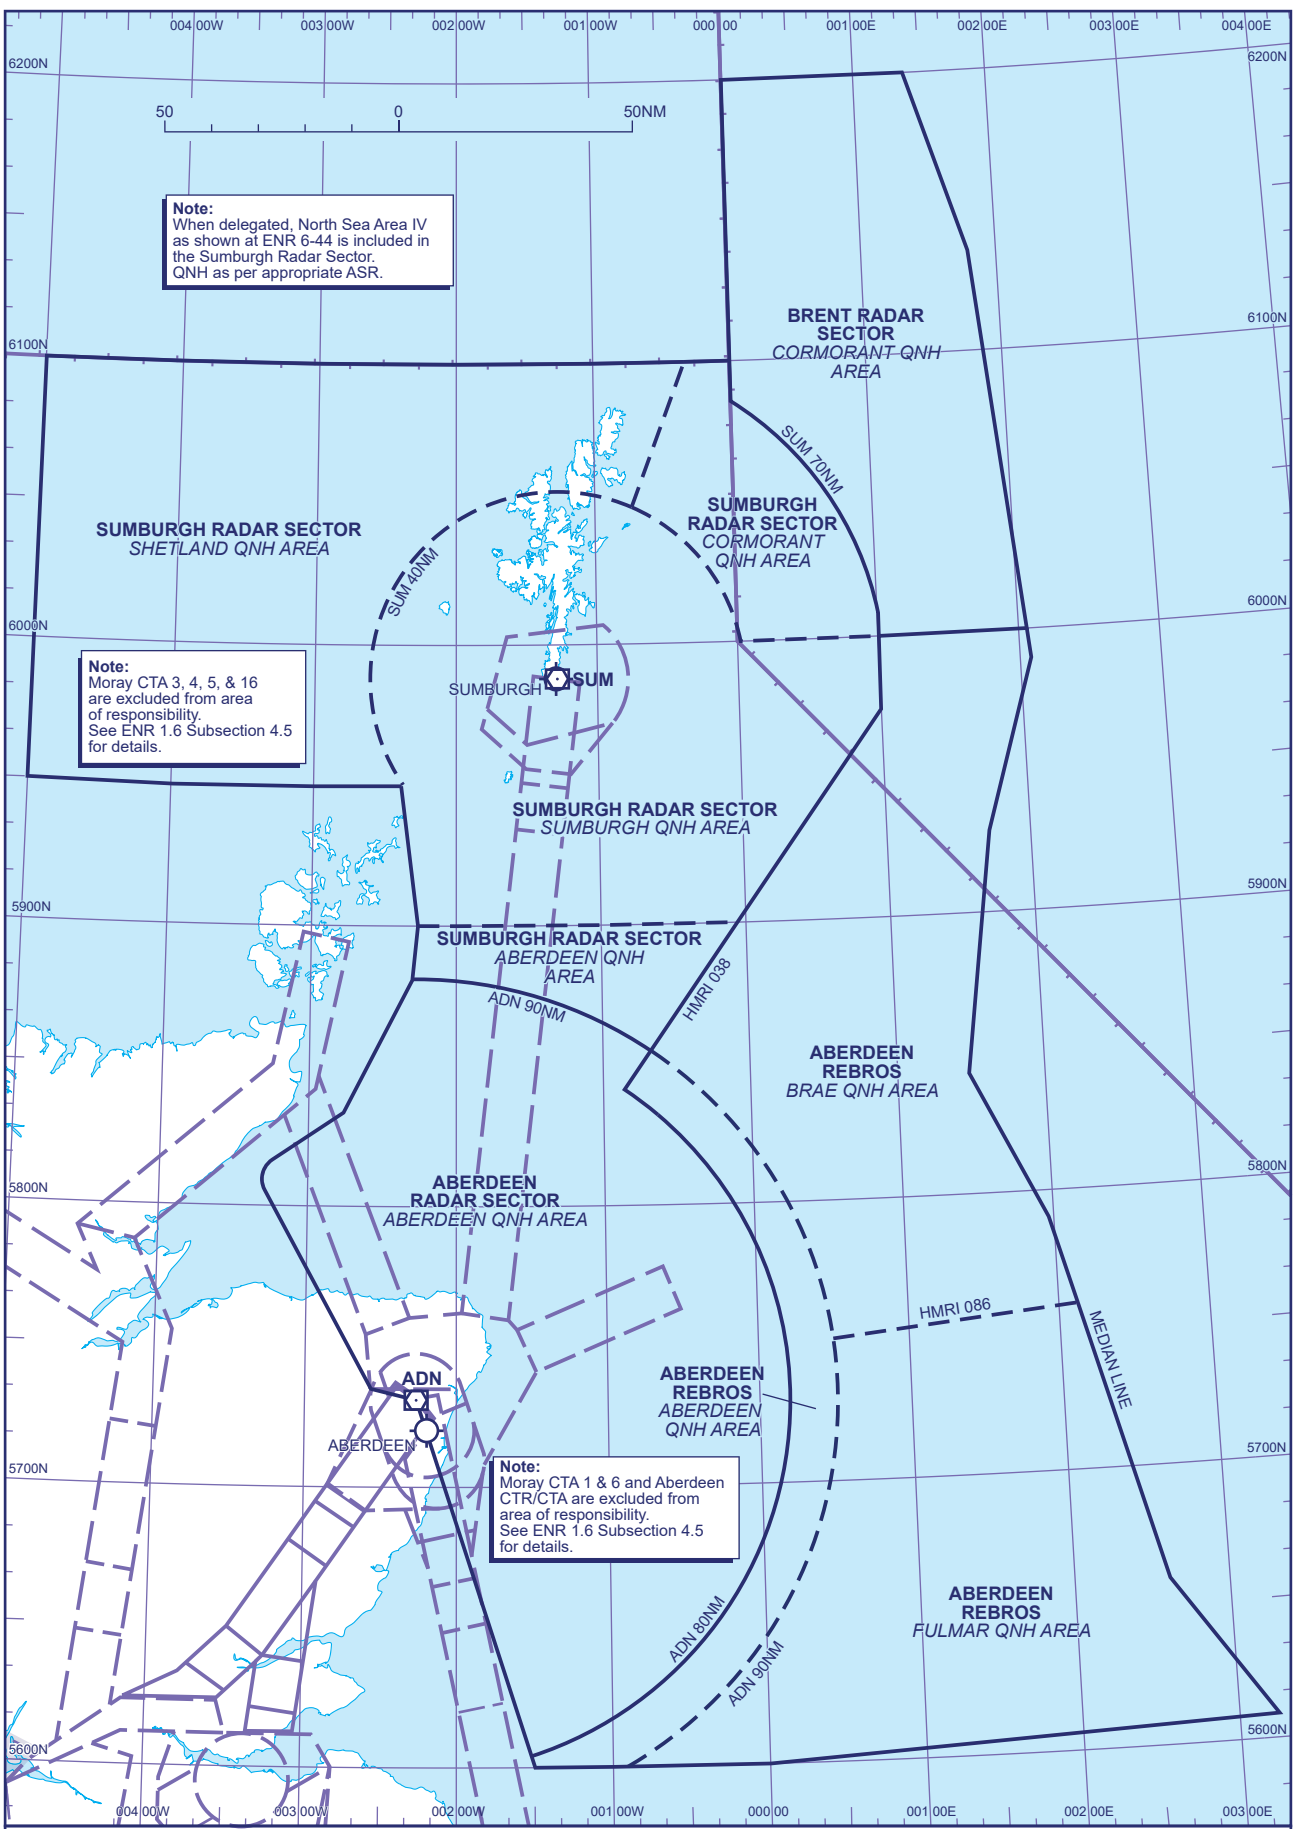 004 00W 003 00W 002 00W 001 00W 000 00 001 00E 002 00E 003 00E 004 00E
6200N 6200N
50 0 50NM
Note:
When delegated, North Sea Area IV
as shown at ENR 6-44 is included in
the Sumburgh Radar Sector.
QNH as per appropriate ASR.
BRENT RADAR
SECTOR
CORMORANT QNH
AREA
6100N 6100N
SUM 70NM
SUMBURGH
RADAR SECTOR
CORMORANT
QNH AREA
SUMBURGH RADAR SECTOR
SHETLAND QNH AREA
SUM 40NM
6000N 6000N
Note:
Moray CTA 3, 4, 5, & 16
are excluded from area
of responsibility.
See ENR 1.6 Subsection 4.5
for details.
SUM
SUMBURGH
SUMBURGH RADAR SECTOR
SUMBURGH QNH AREA
5900N 5900N
SUMBURGH RADAR SECTOR
ABERDEEN QNH
AREA
HMRI 038
ADN 90NM
ABERDEEN
REBROS
BRAE QNH AREA
5800N 5800N
ABERDEEN
RADAR SECTOR
ABERDEEN QNH AREA
HMRI 086
MEDIAN LINE
ADN
ABERDEEN
ABERDEEN
REBROS
ABERDEEN
QNH AREA
5700N 5700N
Note:
Moray CTA 1 & 6 and Aberdeen
CTR/CTA are excluded from
area of responsibility.
See ENR 1.6 Subsection 4.5
for details.
ABERDEEN
REBROS
FULMAR QNH AREA
ADN 80NM
ADN 90NM
5600N 5600N
004 00W 003 00W 002 00W 001 00W 000 00 001 00E 002 00E 003 00E